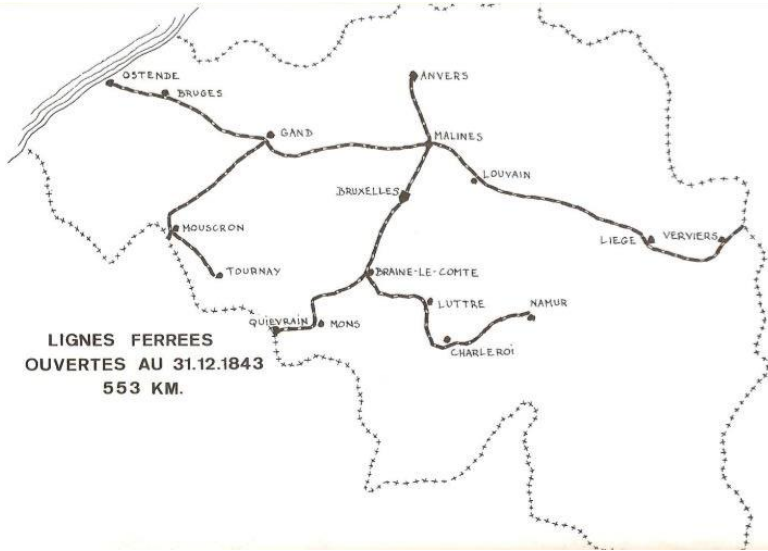 OSTENDE
BRUGES
ANVERS
GAND
MALINES
LOUVAIN
BRUXELLES
MOUSCRON
LIEGE
VERVIERS
TOURNAY
BRAINE-LE-COMTE
LUTTRE
NAMUR
QUIEVRAIN
MONS
CHARLEROI
LIGNES FERREES
OUVERTES AU 31.12.1843
553 KM.